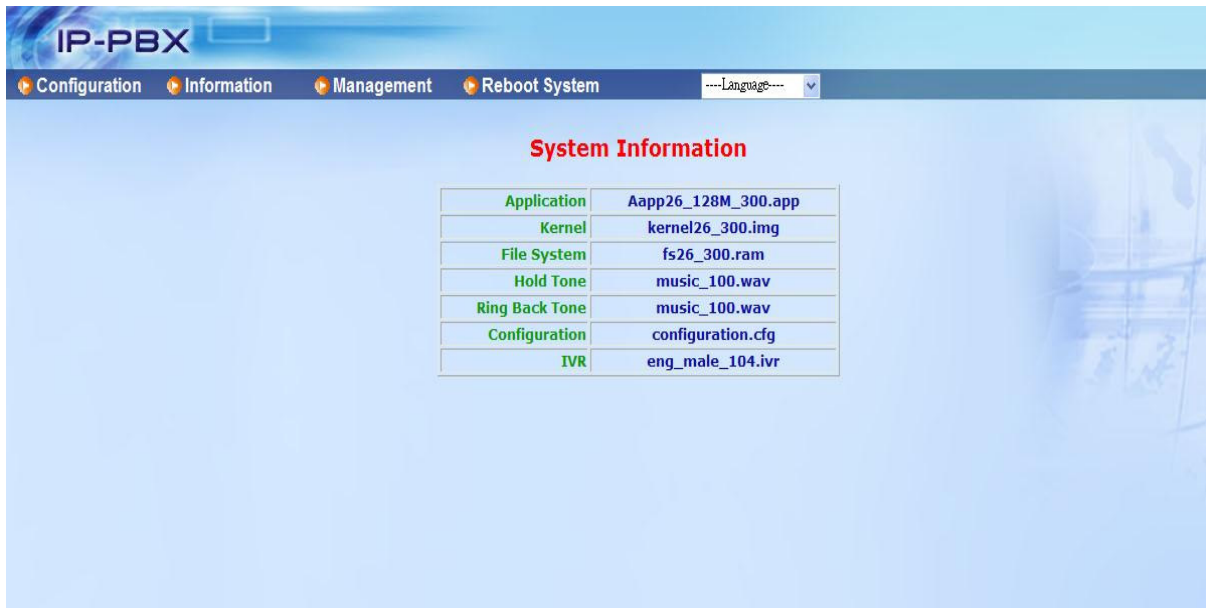 IP-PBX
Configuration Information Management Reboot System ----Language----
System Information
Application Aapp26_128M_300.app
Kernel kernel26_300.img
File System fs26_300.ram
Hold Tone music_100.wav
Ring Back Tone music_100.wav
Configuration configuration.cfg
IVR eng_male_104.ivr